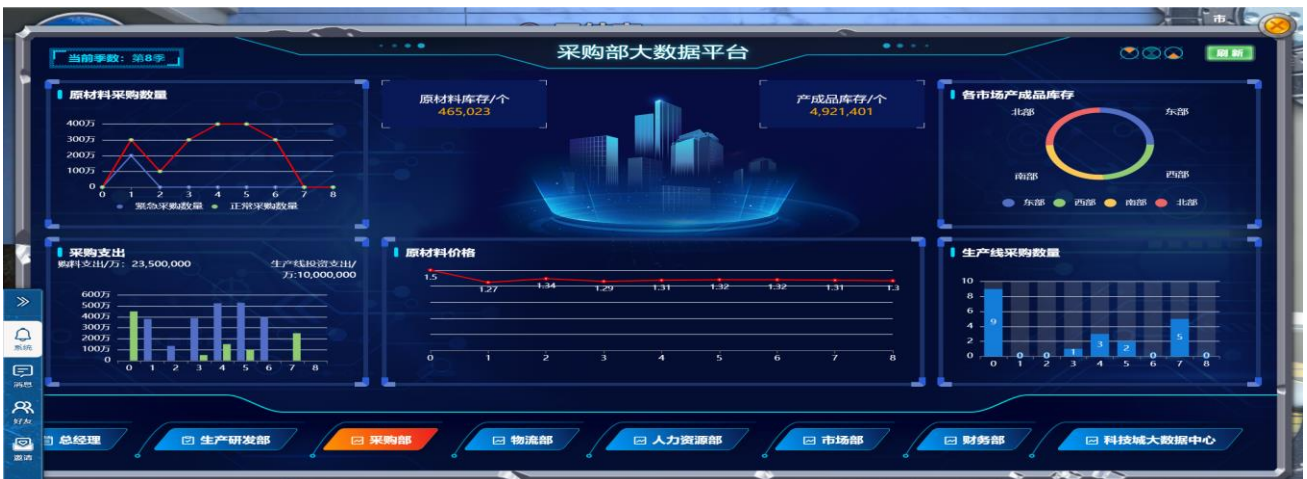 市
当前季数: 第8季
采购部大数据平台
刷新
原材料采购数量
400万
300万
200万
100万
0
0 1 2 3 4 5 6 7 8
紧急采购数量 正常采购数量
原材料库存/个
465,023
产成品库存/个
4,921,401
各市场产成品库存
北部 东部
南部 西部
东部 西部 南部 北部
采购支出
购料支出/万: 23,500,000
生产线投资支出/
万:10,000,000
600万
500万
400万
300万
200万
100万
0
0 1 2 3 4 5 6 7 8
原材料价格
1.5 1.27 1.34 1.29 1.31 1.32 1.32 1.31 1.3
0 1 2 3 4 5 6 7 8
生产线采购数量
10
8
6
4
2
0
9 0 0 1 3 2 0 5 0
0 1 2 3 4 5 6 7 8
系统
消息
好友
邀请
总经理 生产研发部 采购部 物流部 人力资源部 市场部 财务部 科技城大数据中心